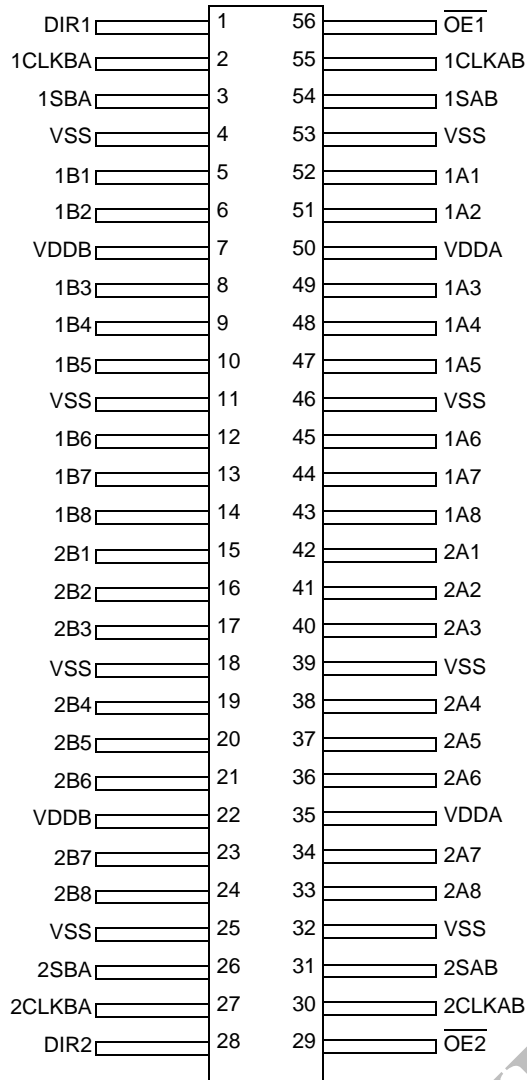 DIR1 1 56 OE1
1CLKBA 2 55 1CLKAB
1SBA 3 54 1SAB
VSS 4 53 VSS
1B1 5 52 1A1
1B2 6 51 1A2
VDDB 7 50 VDDA
1B3 8 49 1A3
1B4 9 48 1A4
1B5 10 47 1A5
VSS 11 46 VSS
1B6 12 45 1A6
1B7 13 44 1A7
1B8 14 43 1A8
2B1 15 42 2A1
2B2 16 41 2A2
2B3 17 40 2A3
VSS 18 39 VSS
2B4 19 38 2A4
2B5 20 37 2A5
2B6 21 36 2A6
VDDB 22 35 VDDA
2B7 23 34 2A7
2B8 24 33 2A8
VSS 25 32 VSS
2SBA 26 31 2SAB
2CLKBA 27 30 2CLKAB
DIR2 28 29 OE2